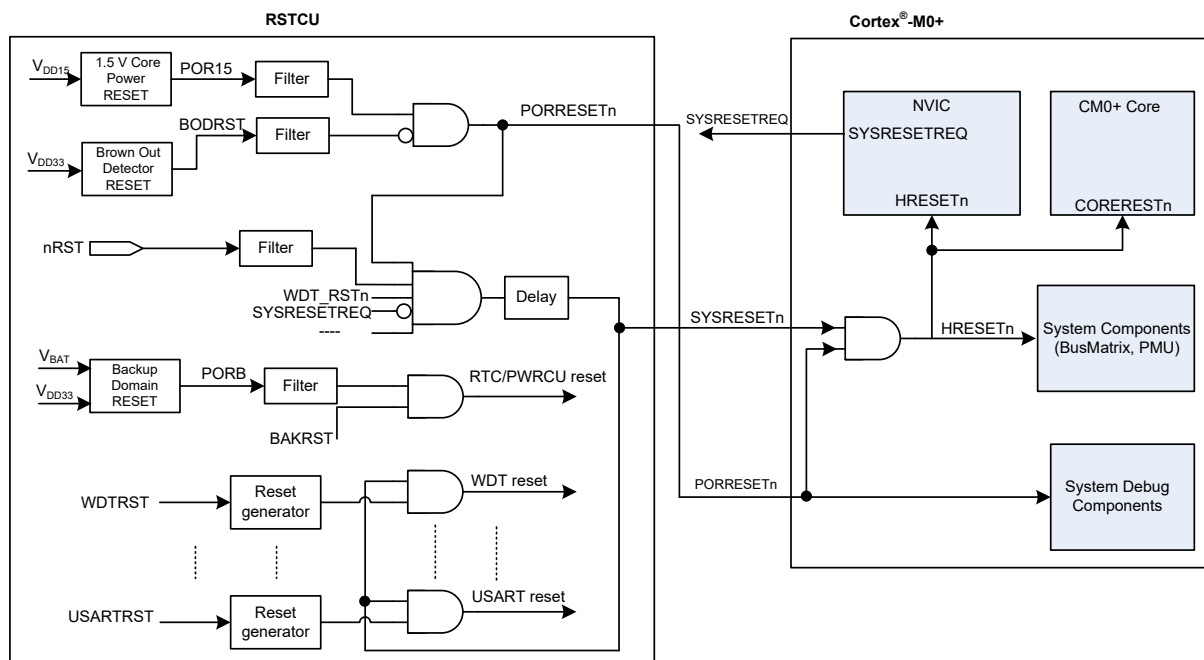 RSTCU
Cortex®-M0+
VDD15
1.5 V Core
Power
RESET
POR15
Filter
BODRST
Filter
VDD33
Brown Out
Detector
RESET
PORRESETn
nRST
Filter
WDT_RSTn
SYSRESETREQ
----
Delay
VBAT
VDD33
Backup
Domain
RESET
PORB
Filter
BAKRST
RTC/PWRCU reset
WDTRST
Reset
generator
WDT reset
USARTRST
Reset
generator
USART reset
SYSRESETREQ
NVIC
SYSRESETREQ
HRESETn
CM0+ Core
CORERESTn
SYSRESETn
HRESETn
System Components
(BusMatrix, PMU)
PORRESETn
System Debug
Components